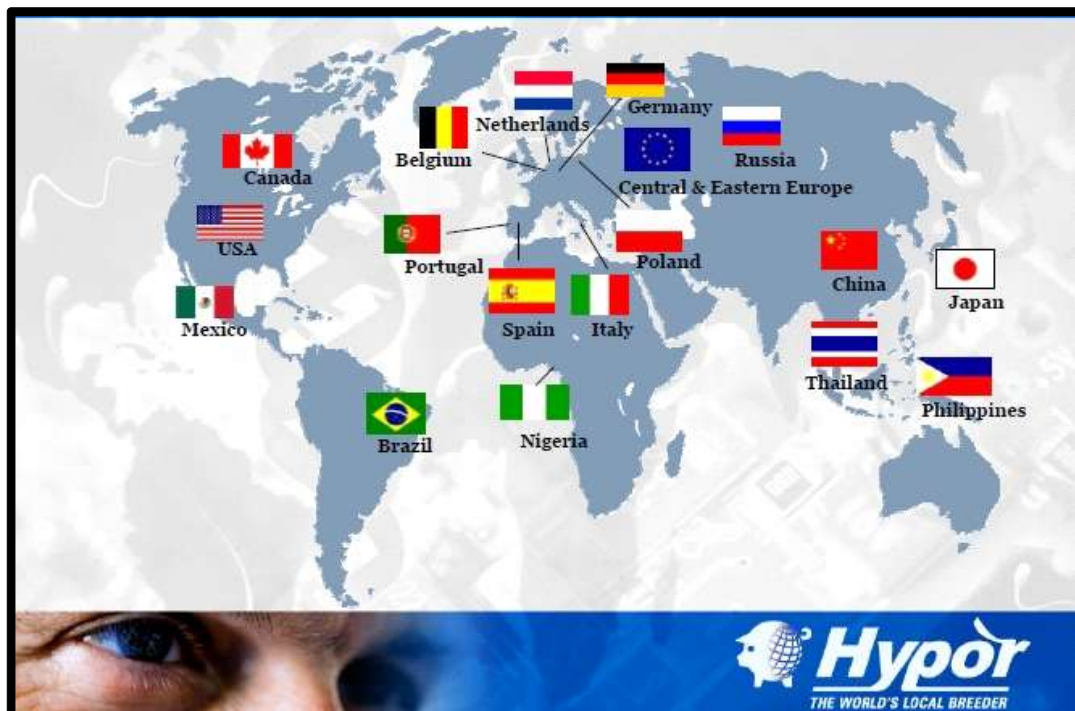 Germany
Netherlands
Belgium
Russia
Canada
Central & Eastern Europe
USA
Portugal
Poland
China
Japan
Mexico
Spain
Italy
Thailand
Philippines
Brazil
Nigeria
Hypor
THE WORLD'S LOCAL BREEDER